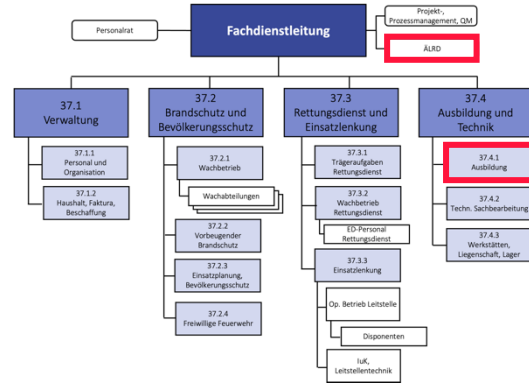 Personalrat
Fachdienstleitung
Projekt-,
Prozessmanagement, QM
ÄLRD
37.1
Verwaltung
37.1.1
Personal und
Organisation
37.1.2
Haushalt, Faktura,
Beschaffung
37.2
Brandschutz und
Bevölkerungsschutz
37.2.1
Wachbetrieb
Wachabteilungen
37.2.2
Vorbeugender
Brandschutz
37.2.3
Einsatzplanung,
Bevölkerungsschutz
37.2.4
Freiwillige Feuerwehr
37.3
Rettungsdienst und
Einsatzlenkung
37.3.1
Trägeraufgaben
Rettungsdienst
37.3.2
Wachbetrieb
Rettungsdienst
ED-Personal
Rettungsdienst
37.3.3
Einsatzlenkung
Op. Betrieb Leitstelle
Disponenten
IuK,
Leitstellentechnik
37.4
Ausbildung und
Technik
37.4.1
Ausbildung
37.4.2
Techn. Sachbearbeitung
37.4.3
Werkstätten,
Liegenschaft, Lager